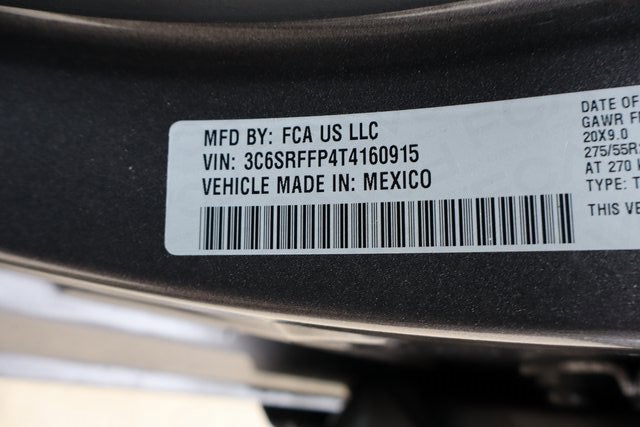 MFD BY: FCA US LLC
VIN: 3C6SRFFP4T4160915
VEHICLE MADE IN: MEXICO
DATE OF
GAWR
20X9.0
275/55R
AT 270
TYPE:
THIS